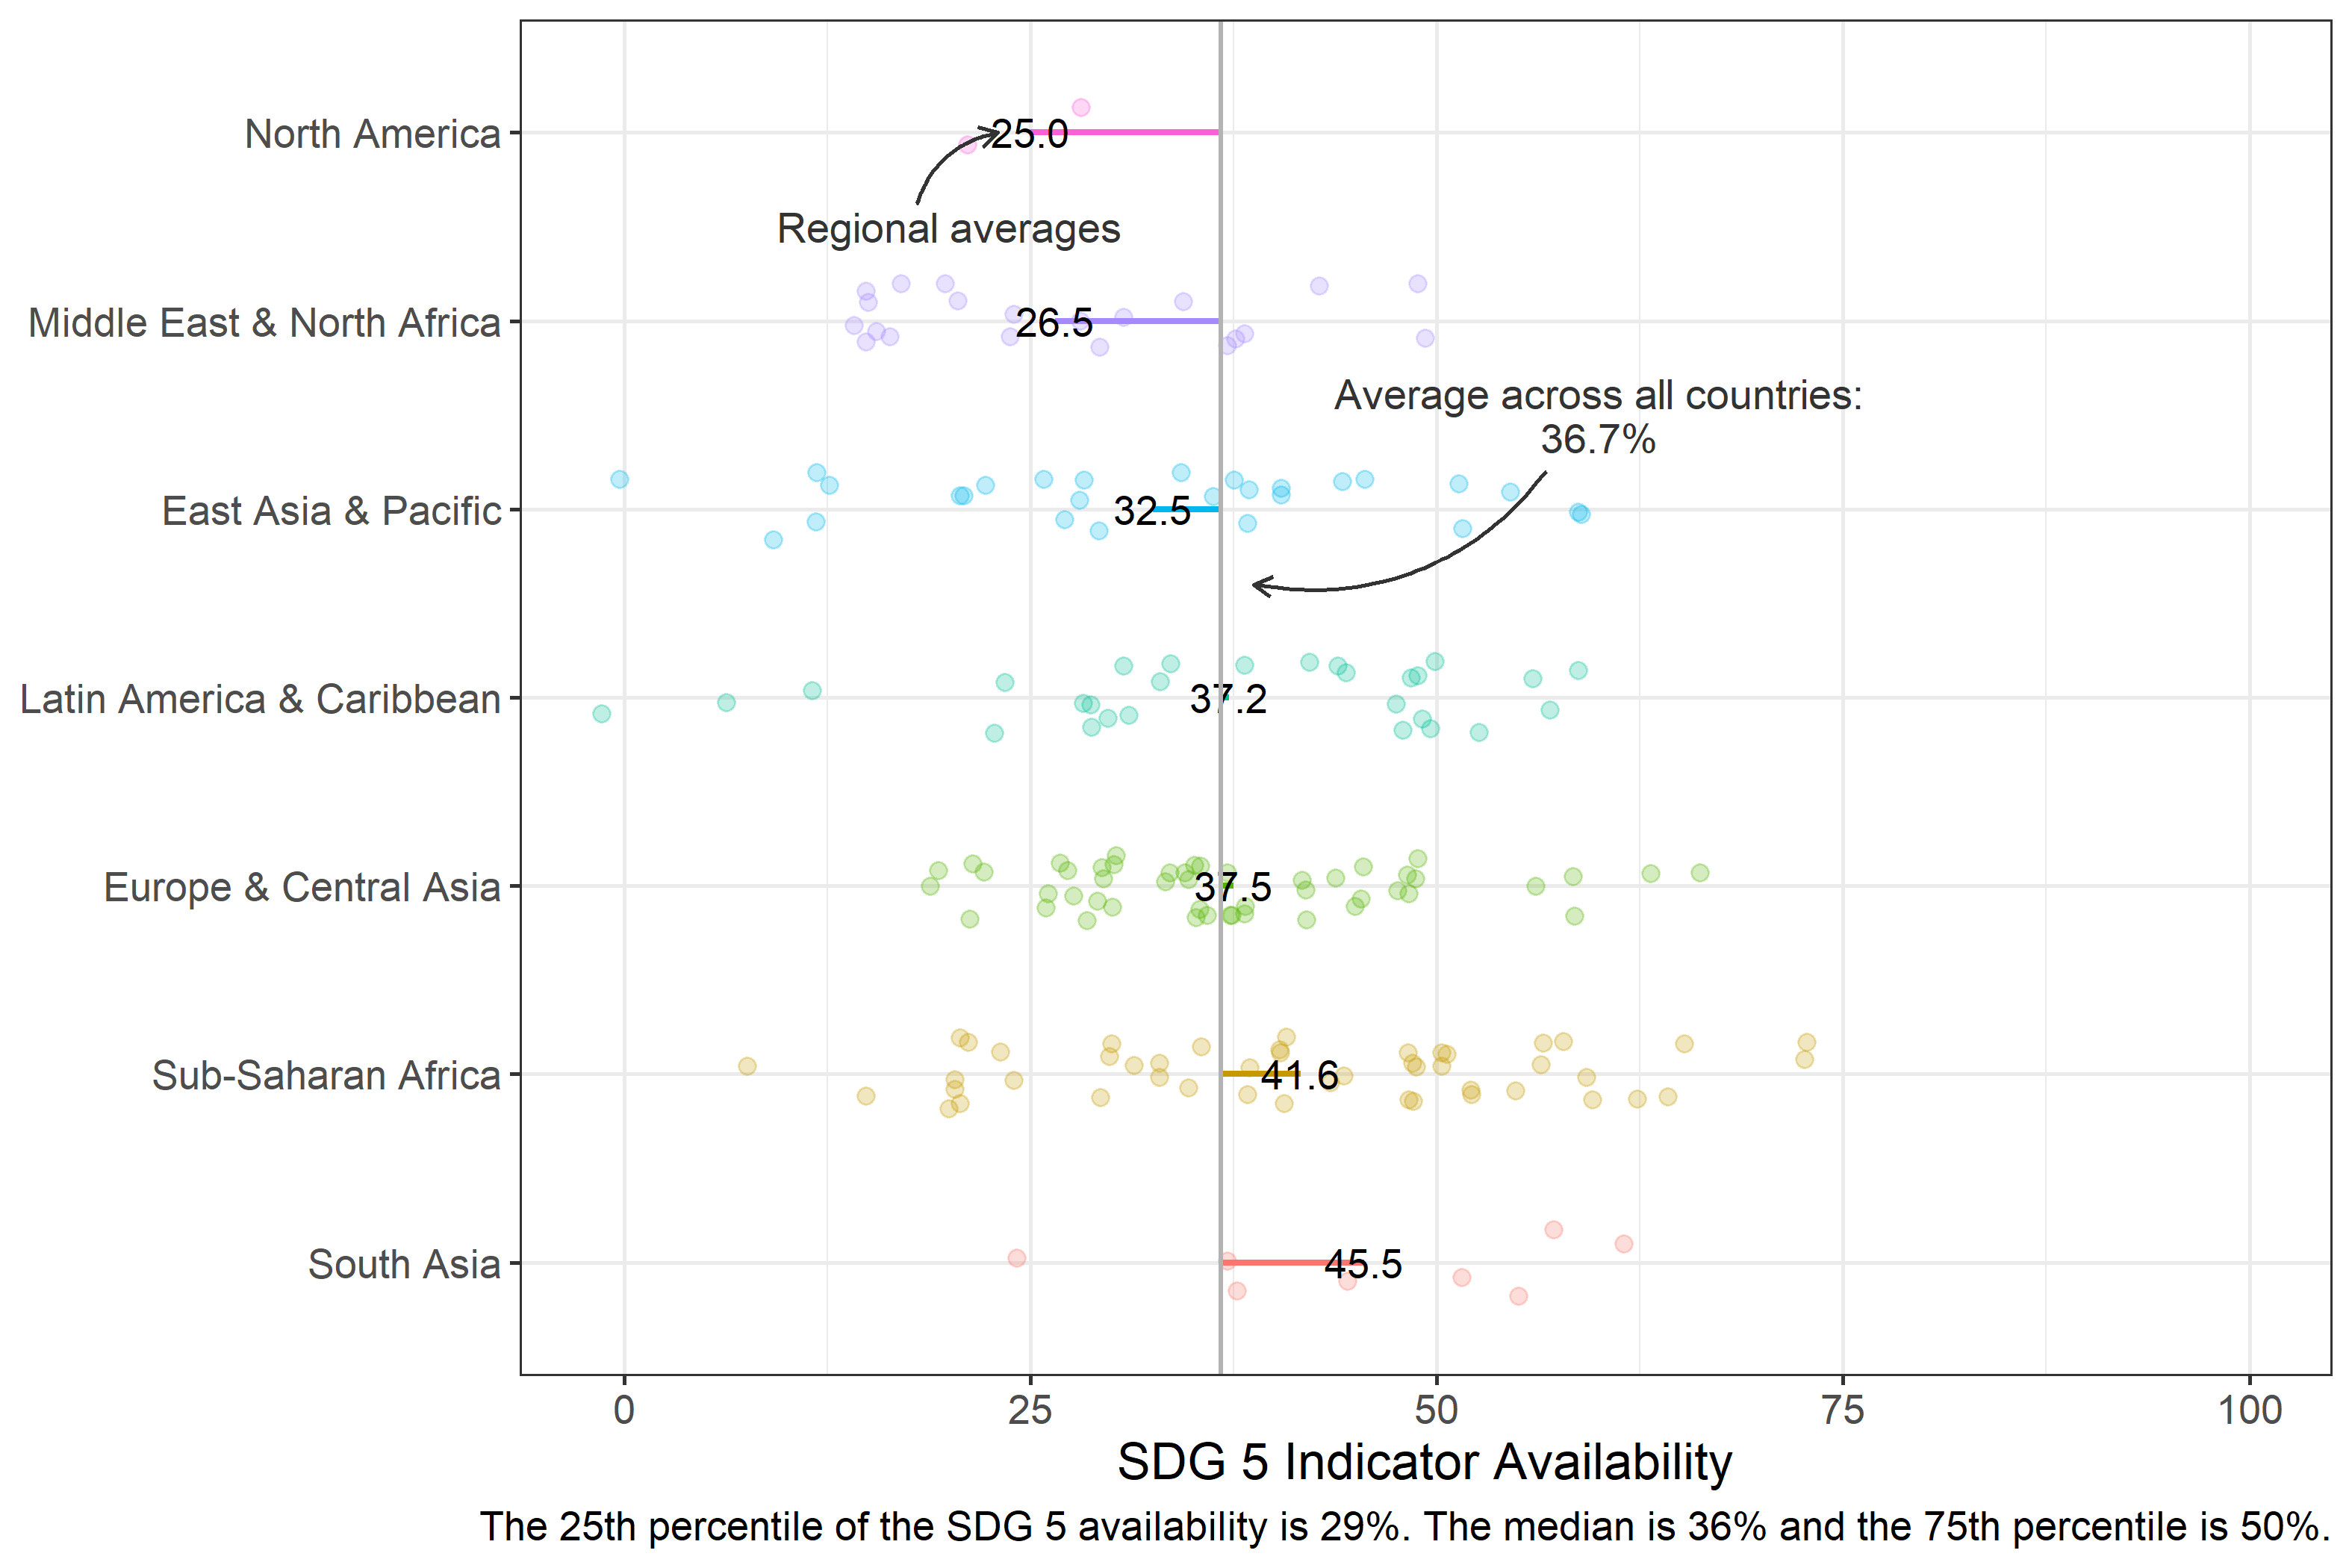 North America
25.0
Regional averages
Middle East & North Africa
26.5
Average across all countries:
36.7%
East Asia & Pacific
32.5
Latin America & Caribbean
37.2
Europe & Central Asia
37.5
Sub-Saharan Africa
41.6
South Asia
45.5
0 25 50 75 100
SDG 5 Indicator Availability
The 25th percentile of the SDG 5 availability is 29%. The median is 36% and the 75th percentile is 50%.